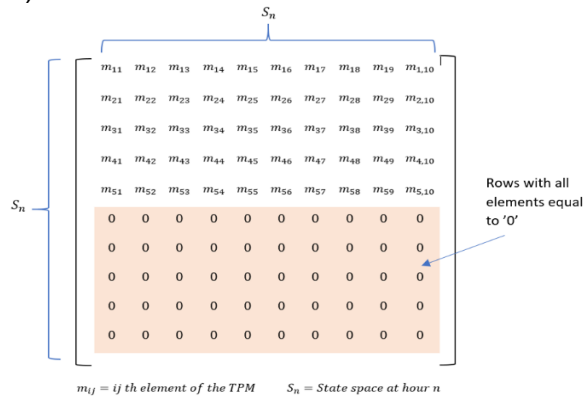 )
Sₙ
m₁₁ m₁₂ m₁₃ m₁₄ m₁₅ m₁₆ m₁₇ m₁₈ m₁₉ m₁,₁₀
m₂₁ m₂₂ m₂₃ m₂₄ m₂₅ m₂₆ m₂₇ m₂₈ m₂₉ m₂,₁₀
m₃₁ m₃₂ m₃₃ m₃₄ m₃₅ m₃₆ m₃₇ m₃₈ m₃₉ m₃,₁₀
m₄₁ m₄₂ m₄₃ m₄₄ m₄₅ m₄₆ m₄₇ m₄₈ m₄₉ m₄,₁₀
m₅₁ m₅₂ m₅₃ m₅₄ m₅₅ m₅₆ m₅₇ m₅₈ m₅₉ m₅,₁₀
Sₙ
0 0 0 0 0 0 0 0 0 0
0 0 0 0 0 0 0 0 0 0
0 0 0 0 0 0 0 0 0 0
0 0 0 0 0 0 0 0 0 0
0 0 0 0 0 0 0 0 0 0
Rows with all
elements equal
to '0'
mᵢⱼ = ij th element of the TPM Sₙ = State space at hour n